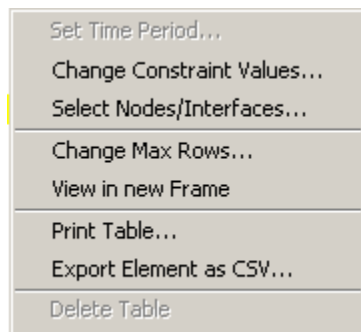 Set Time Period...
Change Constraint Values...
Select Nodes/Interfaces...
Change Max Rows...
View in new Frame
Print Table...
Export Element as CSV...
Delete Table